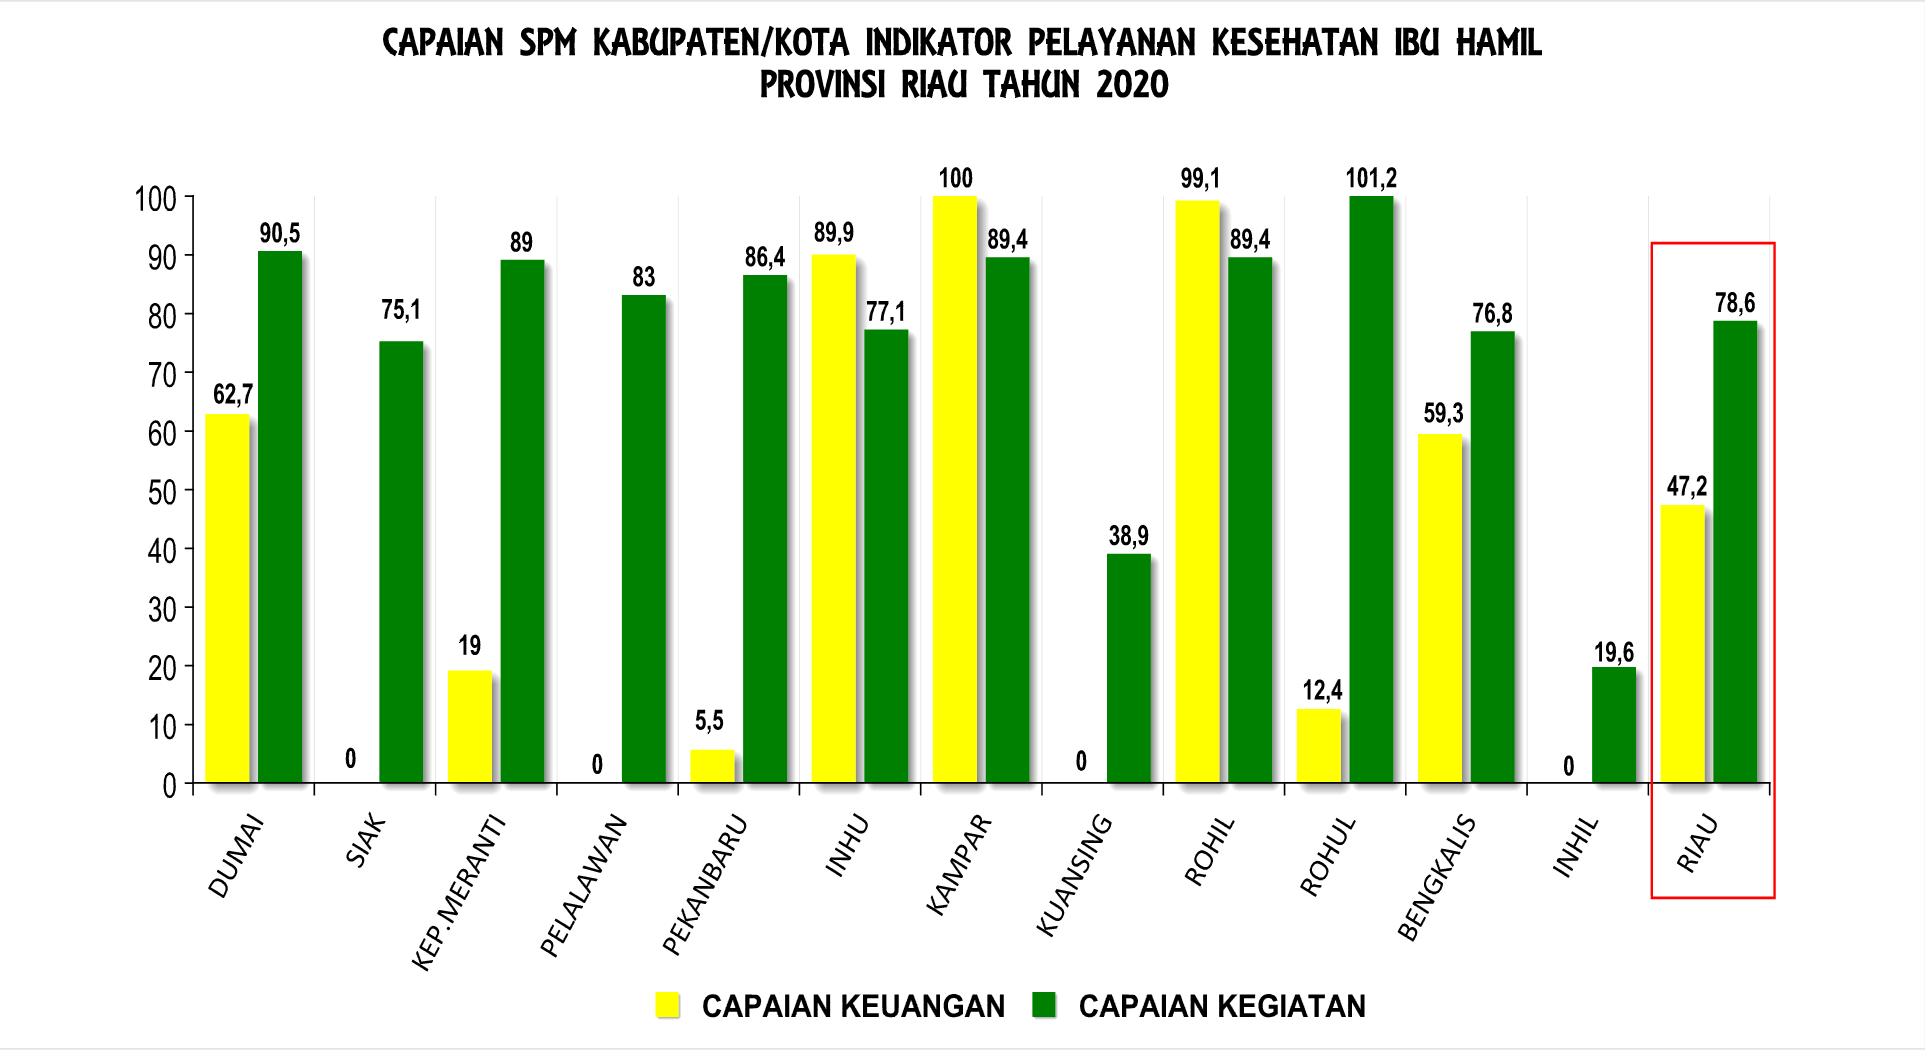 CAPAIAN SPM KABUPATEN/KOTA INDIKATOR PELAYANAN KESEHATAN IBU HAMIL
PROVINSI RIAU TAHUN 2020
100
90
80
70
60
50
40
30
20
10
0
62,7
90,5
0
75,1
19
89
0
83
5,5
86,4
89,9
77,1
100
89,4
0
38,9
99,1
89,4
12,4
101,2
59,3
76,8
0
19,6
47,2
78,6
DUMAI
SIAK
KEP.MERANTI
PELALAWAN
PEKANBARU
INHU
KAMPAR
KUANSING
ROHIL
ROHUL
BENGKALIS
INHIL
RIAU
CAPAIAN KEUANGAN
CAPAIAN KEGIATAN